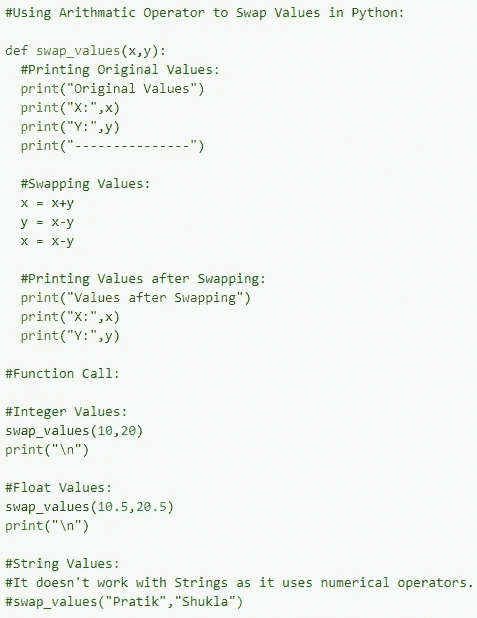 #Using Arithmatic Operator to Swap Values in Python:
def swap_values(x,y):
#Printing Original Values:
print("Original Values")
print("X:",x)
print("Y:",y)
print("---------------")
#Swapping Values:
x = x+y
y = x-y
x = x-y
#Printing Values after Swapping:
print("Values after Swapping")
print("X:",x)
print("Y:",y)
#Function Call:
#Integer Values:
swap_values(10,20)
print("\n")
#Float Values:
swap_values(10.5,20.5)
print("\n")
#String Values:
#It doesn't work with Strings as it uses numerical operators.
#swap_values("Pratik","Shukla")